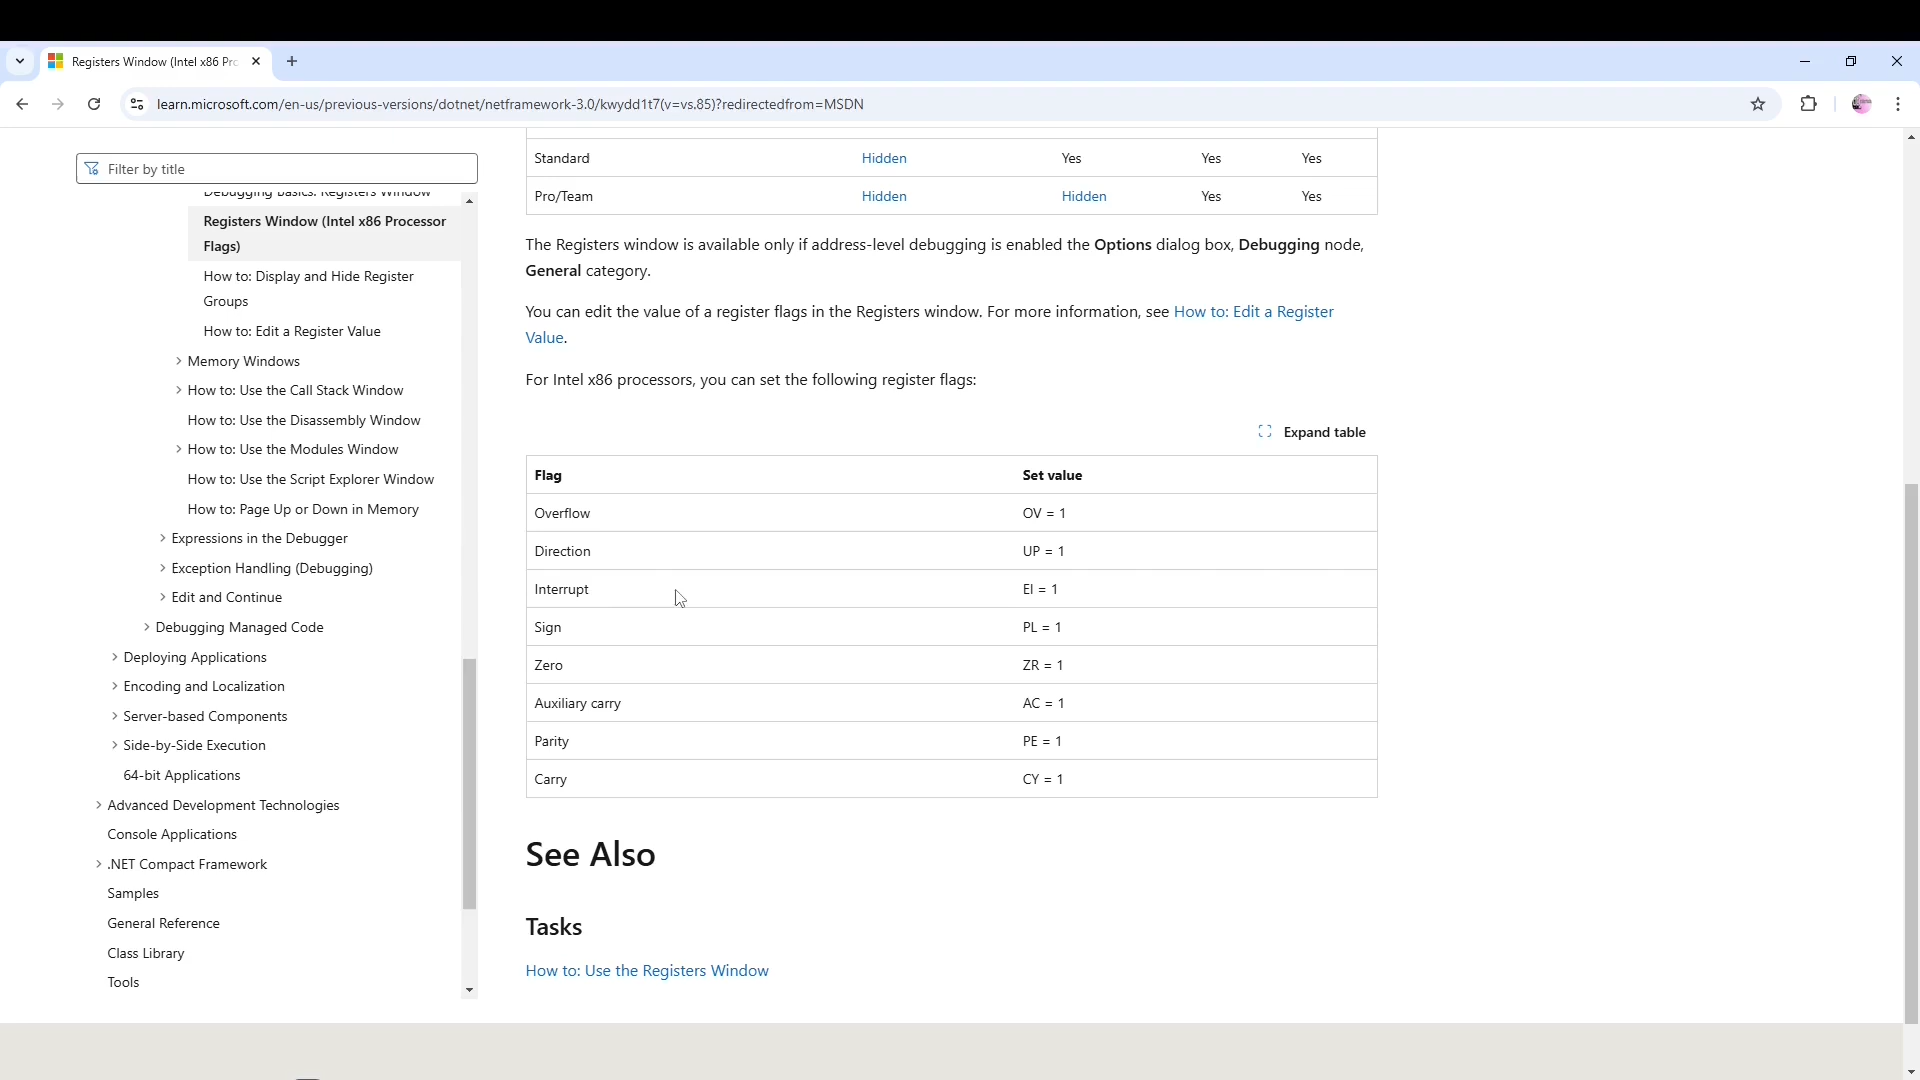 Registers Window (Intel x86 Pro
learn.microsoft.com/en-us/previous-versions/dotnet/netframework-3.0/kwydd1t7(v=vs.85)?redirectedfrom=MSDN
Filter by title
Debugging Basics: Registers Window
Registers Window (Intel x86 Processor
Flags)
How to: Display and Hide Register
Groups
How to: Edit a Register Value
Memory Windows
How to: Use the Call Stack Window
How to: Use the Disassembly Window
How to: Use the Modules Window
How to: Use the Script Explorer Window
How to: Page Up or Down in Memory
Expressions in the Debugger
Exception Handling (Debugging)
Edit and Continue
Debugging Managed Code
Deploying Applications
Encoding and Localization
Server-based Components
Side-by-Side Execution
64-bit Applications
Advanced Development Technologies
Console Applications
.NET Compact Framework
Samples
General Reference
Class Library
Tools
Standard Hidden Yes Yes Yes
Pro/Team Hidden Hidden Yes Yes
The Registers window is available only if address-level debugging is enabled the Options dialog box, Debugging node,
General category.
You can edit the value of a register flags in the Registers window. For more information, see How to: Edit a Register
Value.
For Intel x86 processors, you can set the following register flags:
Expand table
Flag Set value
Overflow OV = 1
Direction UP = 1
Interrupt EI = 1
Sign PL = 1
Zero ZR = 1
Auxiliary carry AC = 1
Parity PE = 1
Carry CY = 1
See Also
Tasks
How to: Use the Registers Window